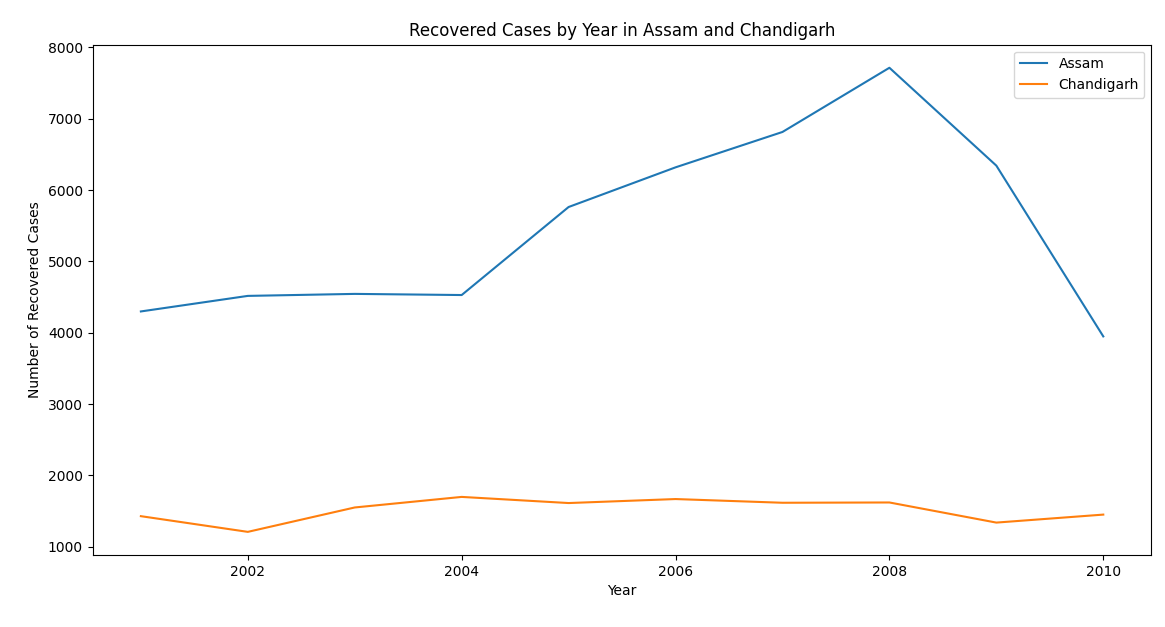 Recovered Cases by Year in Assam and Chandigarh
8000
7000
6000
5000
4000
3000
2000
1000
Number of Recovered Cases
Assam
Chandigarh
2002
2004
2006
2008
2010
Year